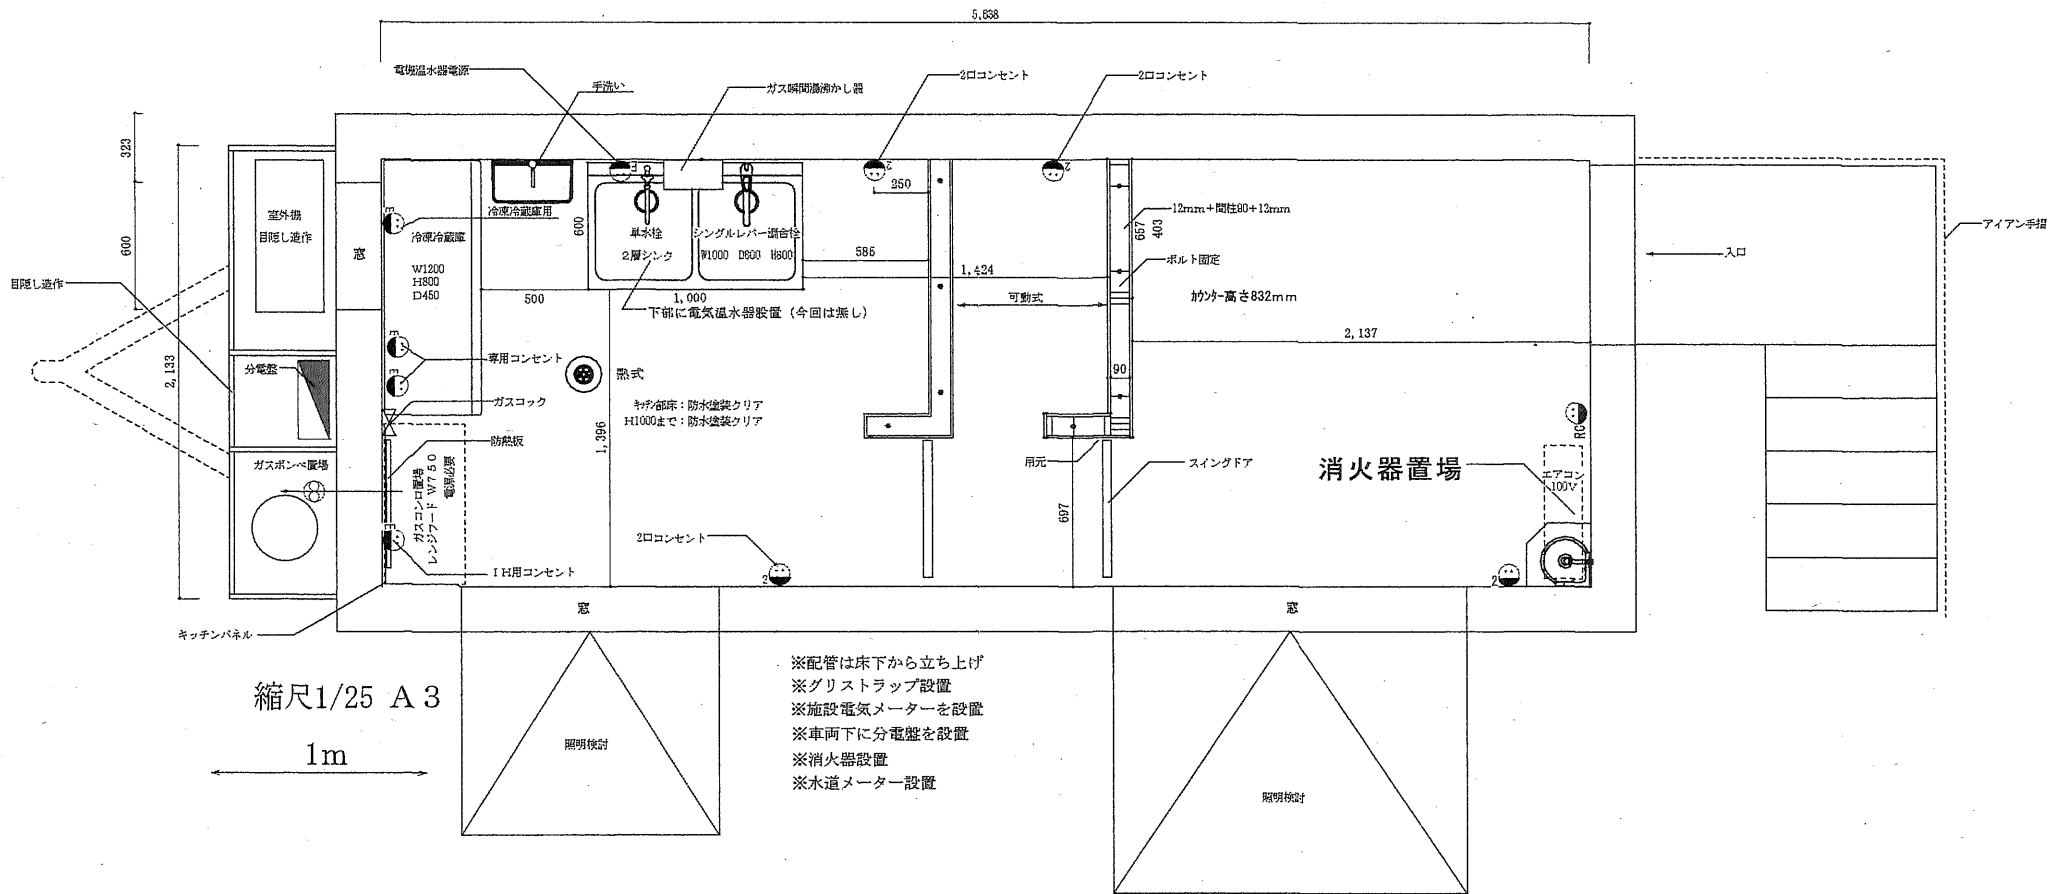 5,638
電機温水器電源
手洗い
ガス瞬間湯沸かし器
2口コンセント
2口コンセント
323
600
2,133
室外機
目隠し造作
窓
E
冷凍冷蔵庫用
冷凍冷蔵庫
W1200
H800
D450
E
600
単水栓
シングルレバー混合栓
2層シンク
W1000 D600 H600
2
250
585
1,424
2
12mm+間柱90+12mm
657
403
ボルト固定
カウンター高さ832mm
可動式
入口
アイアン手摺
目隠し造作
500
1,000
下部に電気温水器設置(今回は無し)
2,137
分電盤
E
E
専用コンセント
ガスコック
キッチン部床:防水塗装クリア
H1000まで:防水塗装クリア
90
1,396
防熱板
ガスボンベ置場
ガスコンロ置場
レンジフード W750
電源必要
吊元
スイングドア
消火器置場
RC
エアコン
100V
697
E
IH用コンセント
2口コンセント
2
2
キッチンパネル
窓
窓
縮尺1/25 A3
1m
※配管は床下から立ち上げ
※グリストラップ設置
※施設電気メーターを設置
※車両下に分電盤を設置
※消火器設置
※水道メーター設置
照明検討
照明検討